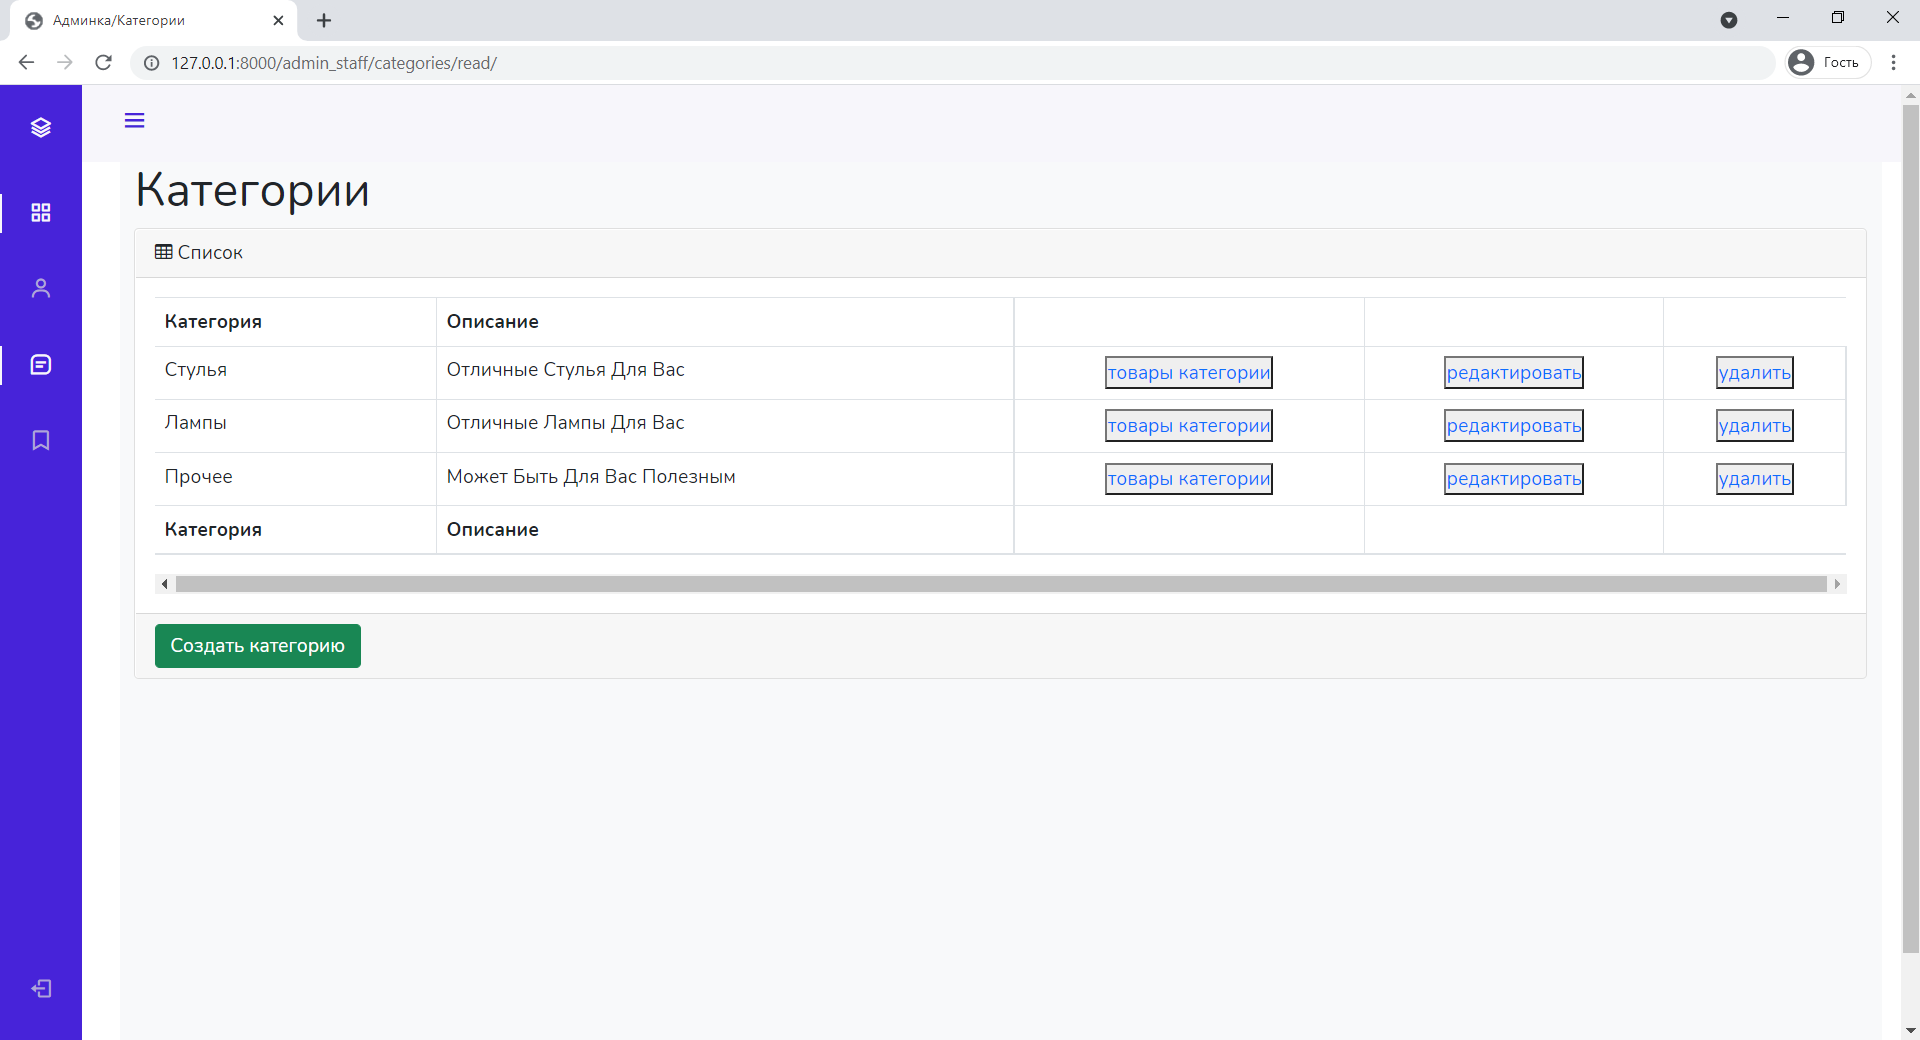 Админка/Категории
127.0.0.1:8000/admin_staff/categories/read/
Гость
Категории
Список
Категория Описание
Стулья Отличные Стулья Для Вас товары категории редактировать удалить
Лампы Отличные Лампы Для Вас товары категории редактировать удалить
Прочее Может Быть Для Вас Полезным товары категории редактировать удалить
Категория Описание
Создать категорию